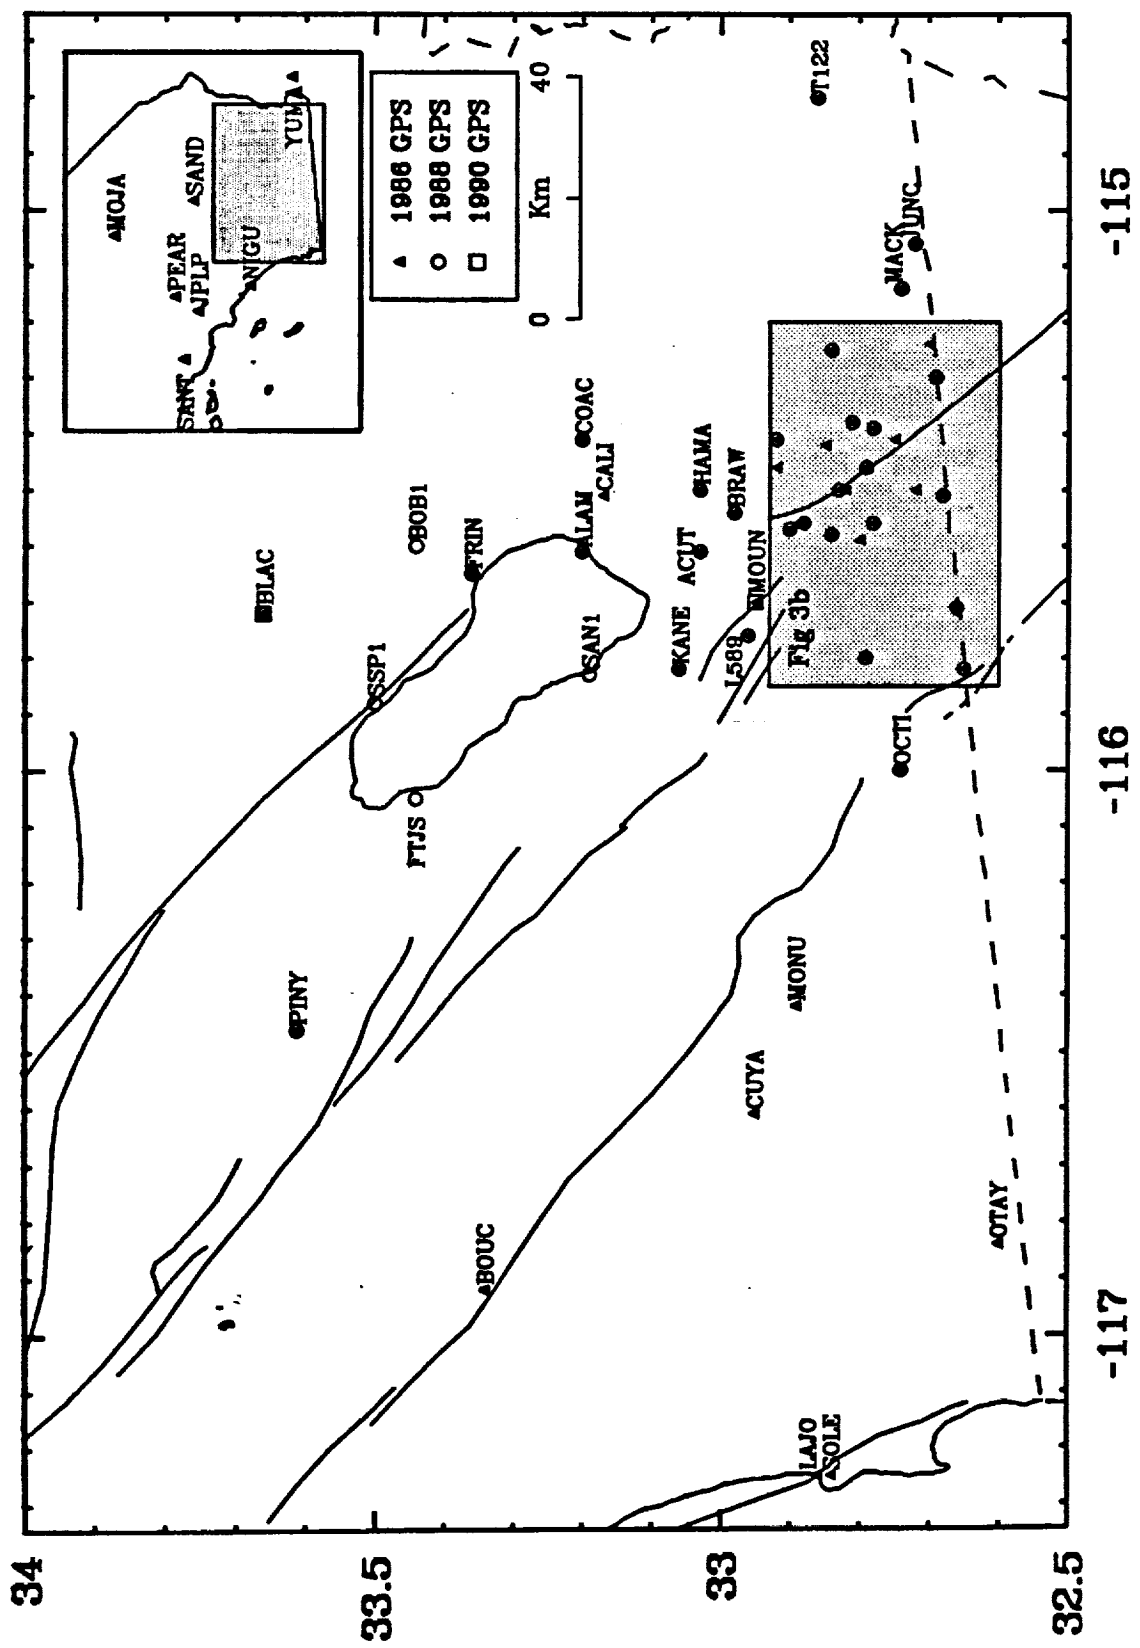 34
33.5
33
32.5
-117
-116
-115
MOJA
PEAR
JPLP
SAND
SANT
NIGU
YUMA
1986 GPS
1988 GPS
1990 GPS
0
Km
40
BLAC
BOB1
SSP1
FRIN
COAC
CALI
ALAM
FTJS
SAN1
PINY
HAMA
BRAW
ACUT
KANE
MOUN
L589
T122
MACK
JUNC
Fig 3b
OCTI
MONU
CUYA
BOUC
OTAY
LAJO
SOLE